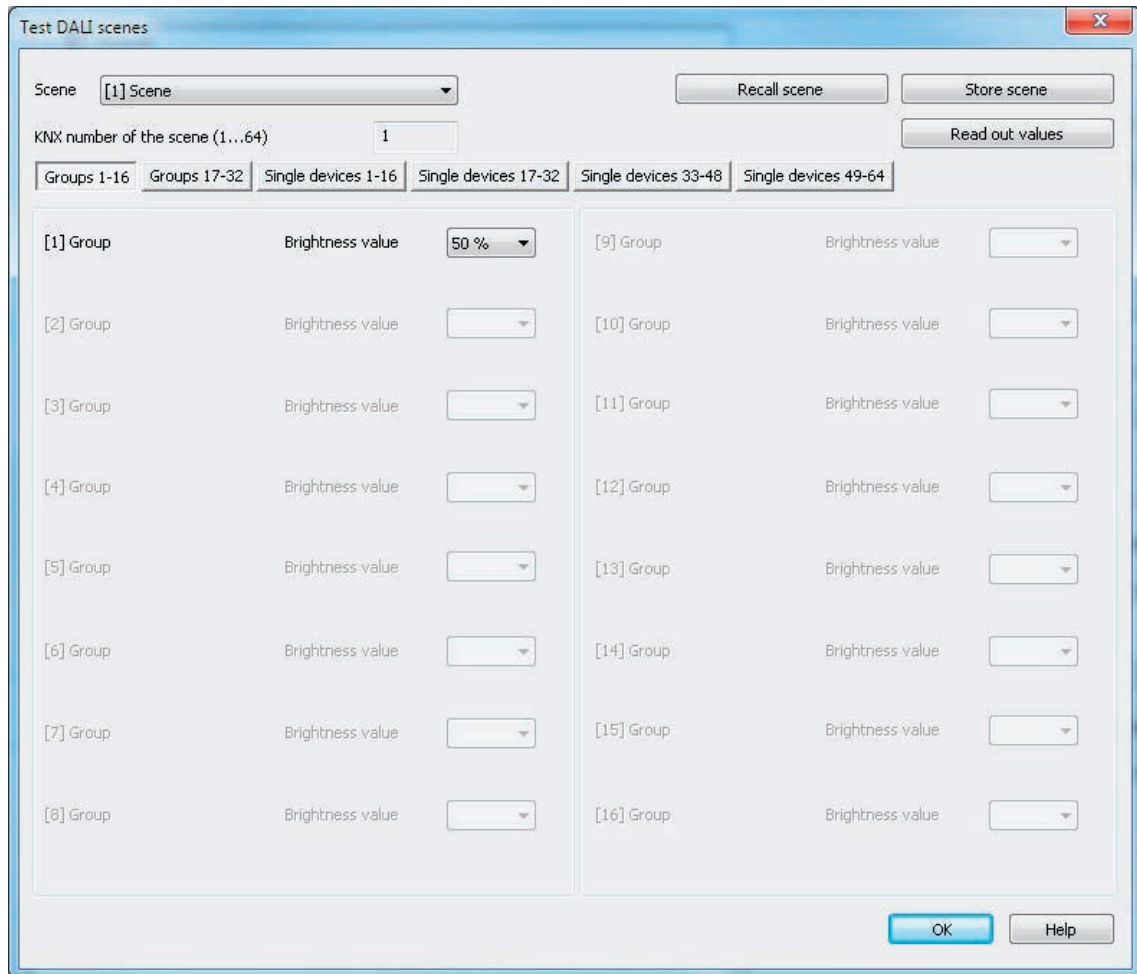 Test DALI scenes
Scene [1] Scene Recall scene Store scene
KNX number of the scene (1...64) 1 Read out values
Groups 1-16 Groups 17-32 Single devices 1-16 Single devices 17-32 Single devices 33-48 Single devices 49-64
[1] Group Brightness value 50 % [9] Group Brightness value
[2] Group Brightness value [10] Group Brightness value
[3] Group Brightness value [11] Group Brightness value
[4] Group Brightness value [12] Group Brightness value
[5] Group Brightness value [13] Group Brightness value
[6] Group Brightness value [14] Group Brightness value
[7] Group Brightness value [15] Group Brightness value
[8] Group Brightness value [16] Group Brightness value
OK Help